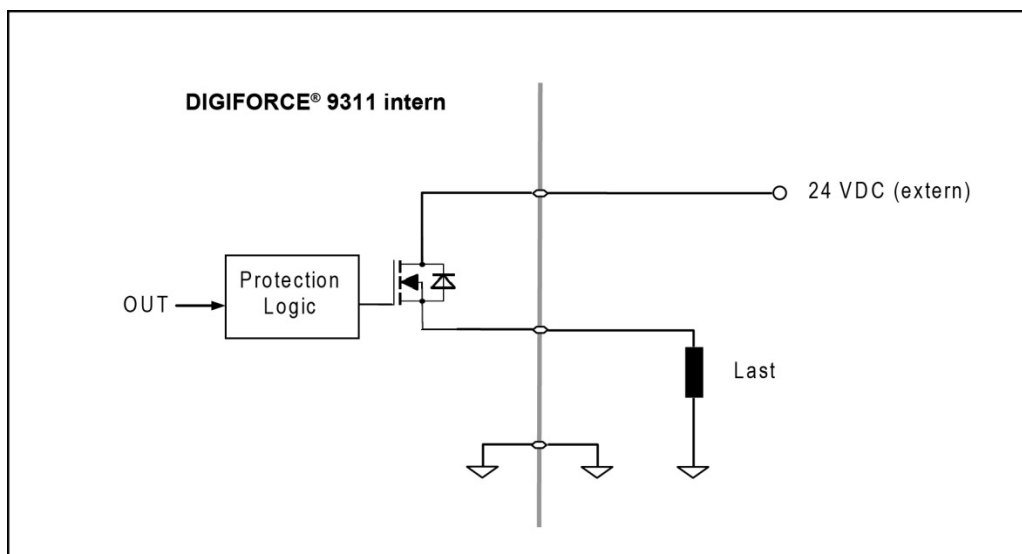 DIGIFORCE® 9311 intern
24 VDC (extern)
Protection
Logic
OUT
Last